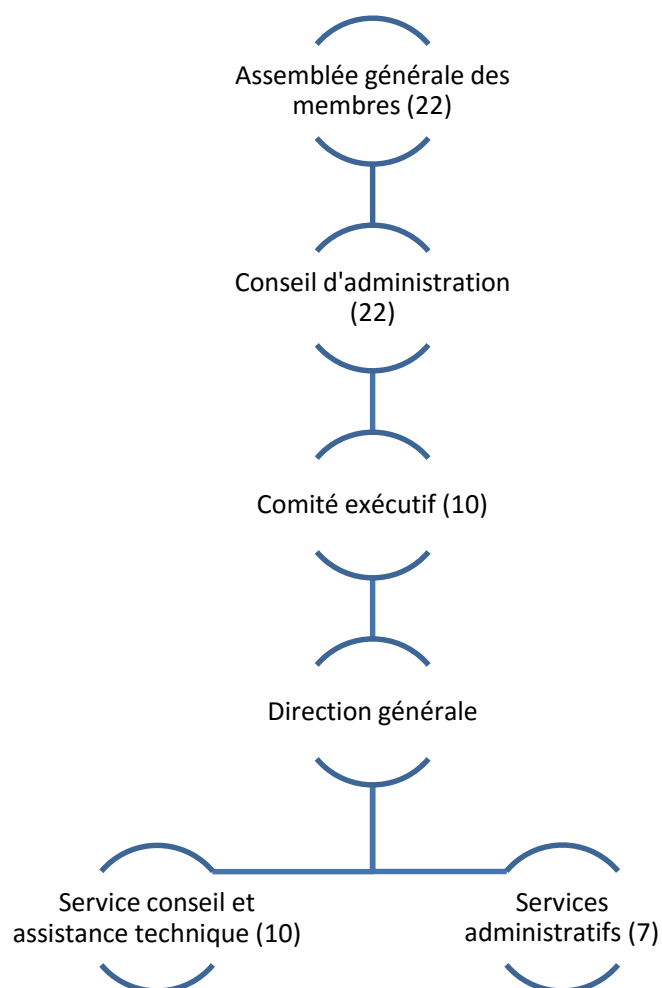 Assemblée générale des
membres (22)
Conseil d'administration
(22)
Comité exécutif (10)
Direction générale
Service conseil et
assistance technique (10)
Services
administratifs (7)